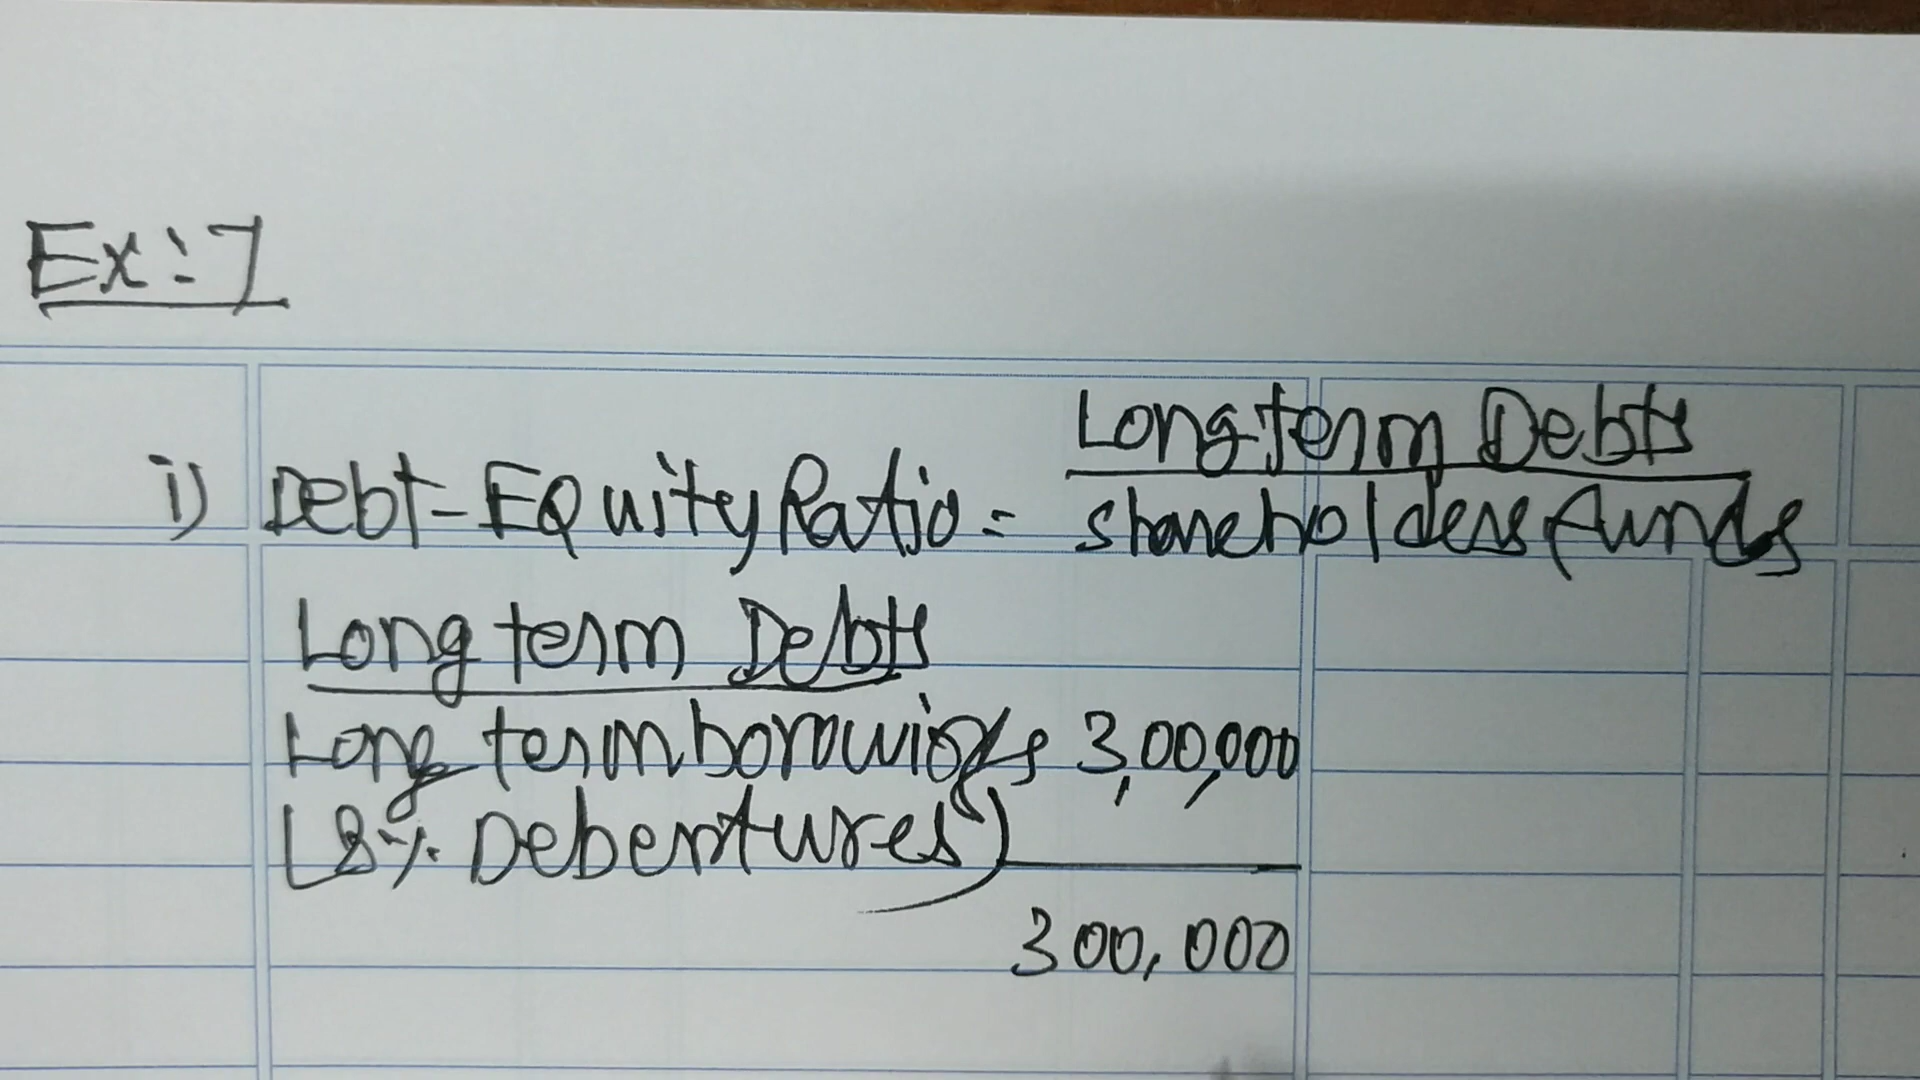 Ex:7
Long term Debts
i) Debt-EQuity Ratio = shareholders funds
Long term Debts
Long term borrowings 3,00,000
(8% Debentures)
300,000